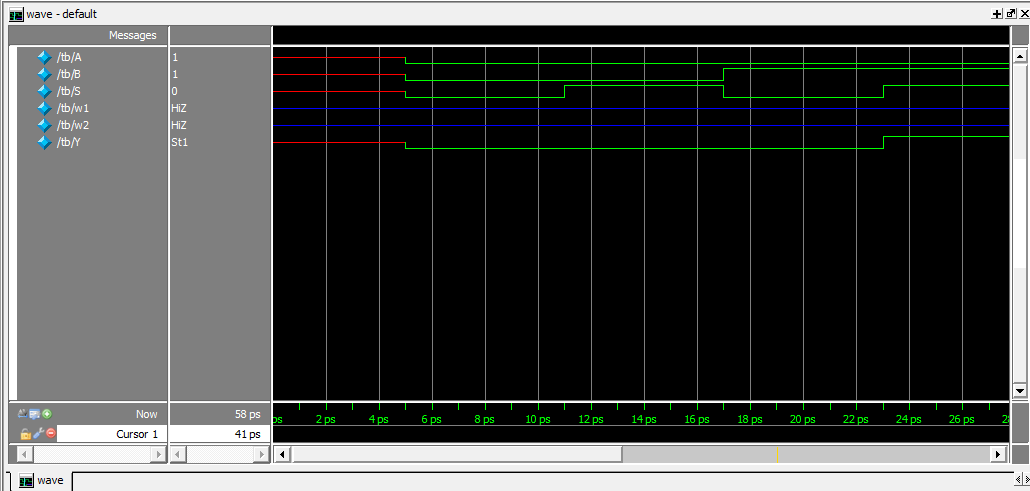 wave - default
Messages
/tb/A 1
/tb/B 1
/tb/S 0
/tb/w1 HiZ
/tb/w2 HiZ
/tb/Y St1
Now 58 ps
ps 2 ps 4 ps 6 ps 8 ps 10 ps 12 ps 14 ps 16 ps 18 ps 20 ps 22 ps 24 ps 26 ps 28
Cursor 1 41 ps
wave